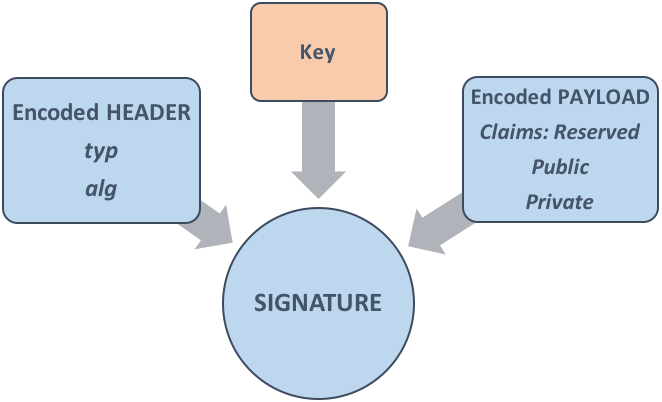 Key
Encoded HEADER
typ
alg
Encoded PAYLOAD
Claims: Reserved
Public
Private
SIGNATURE